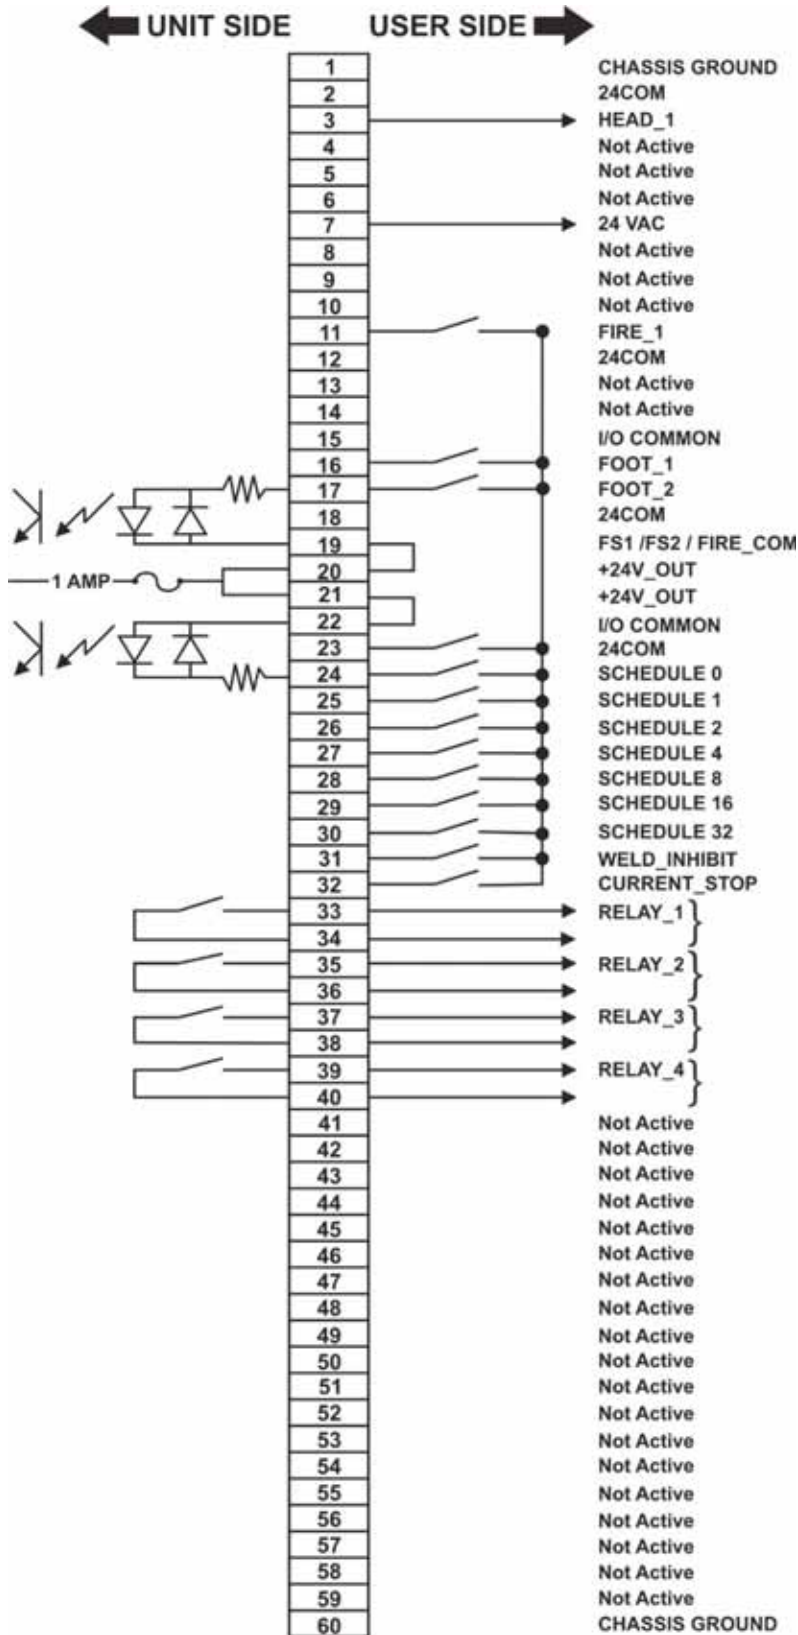 UNIT SIDE USER SIDE
1 CHASSIS GROUND
2 24COM
3 HEAD_1
4 Not Active
5 Not Active
6 Not Active
7 24 VAC
8 Not Active
9 Not Active
10 Not Active
11 FIRE_1
12 24COM
13 Not Active
14 Not Active
15 I/O COMMON
16 FOOT_1
17 FOOT_2
18 24COM
19 FS1 /FS2 / FIRE_COM
20 +24V_OUT
1 AMP
21 +24V_OUT
22 I/O COMMON
23 24COM
24 SCHEDULE 0
25 SCHEDULE 1
26 SCHEDULE 2
27 SCHEDULE 4
28 SCHEDULE 8
29 SCHEDULE 16
30 SCHEDULE 32
31 WELD_INHIBIT
32 CURRENT_STOP
33 RELAY_1
34
35 RELAY_2
36
37 RELAY_3
38
39 RELAY_4
40
41 Not Active
42 Not Active
43 Not Active
44 Not Active
45 Not Active
46 Not Active
47 Not Active
48 Not Active
49 Not Active
50 Not Active
51 Not Active
52 Not Active
53 Not Active
54 Not Active
55 Not Active
56 Not Active
57 Not Active
58 Not Active
59 Not Active
60 CHASSIS GROUND